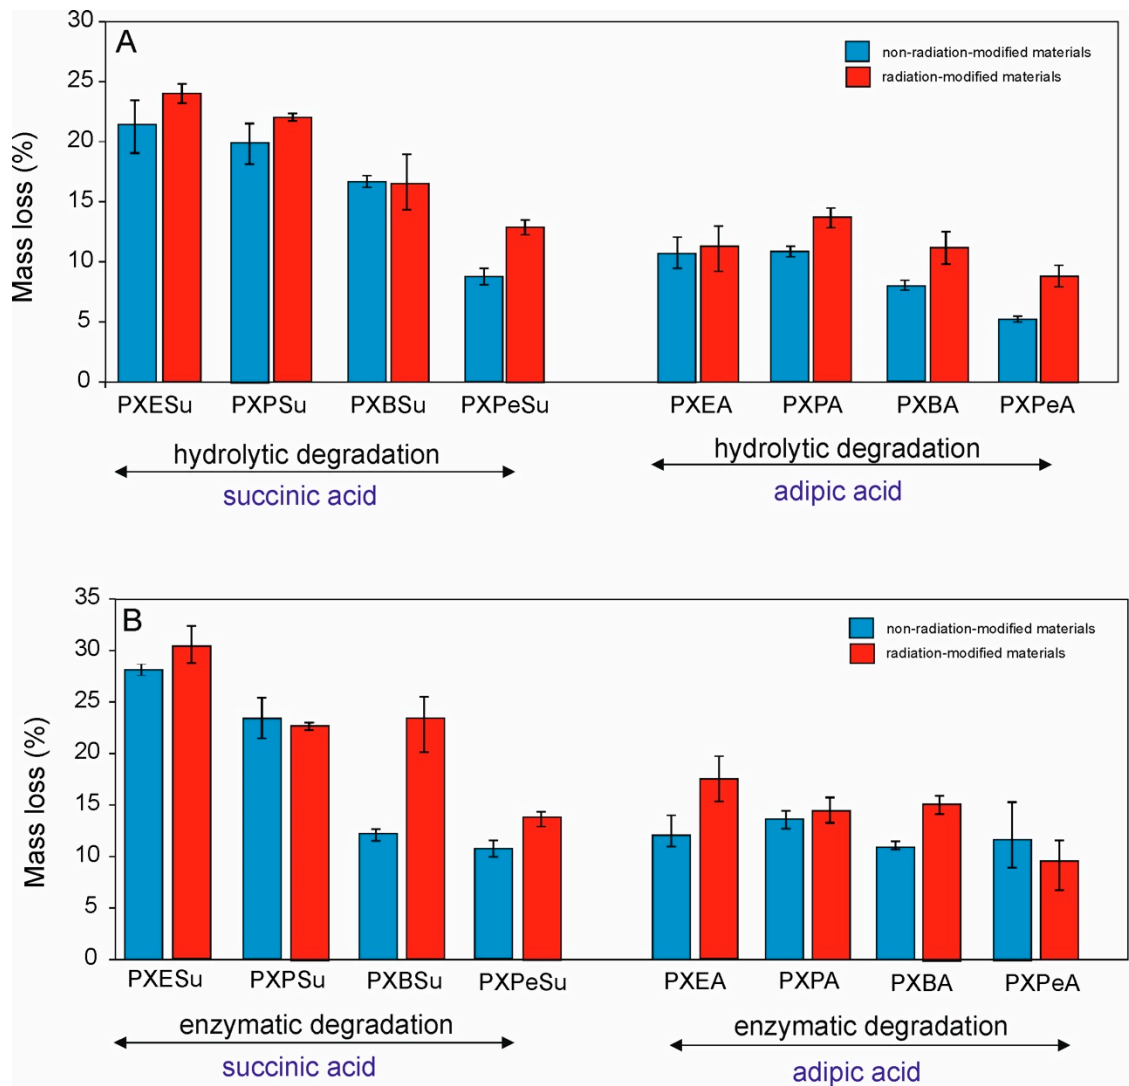 A
non-radiation-modified materials
radiation-modified materials
Mass loss (%)
30
25
20
15
10
5
0
PXESu PXPSu PXBSu PXPeSu PXEA PXPA PXBA PXPeA
hydrolytic degradation hydrolytic degradation
succinic acid adipic acid
B
non-radiation-modified materials
radiation-modified materials
Mass loss (%)
35
30
25
20
15
10
5
0
PXESu PXPSu PXBSu PXPeSu PXEA PXPA PXBA PXPeA
enzymatic degradation enzymatic degradation
succinic acid adipic acid